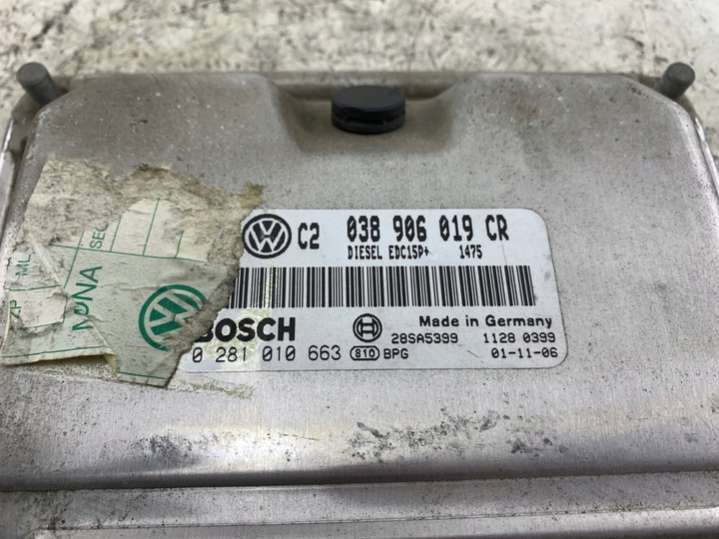 C2 038 906 019 CR
DIESEL EDC15P+ 1475
BOSCH
Made in Germany
28SA5399 1128 0399
0 281 010 663 810 BPG 01-11-06